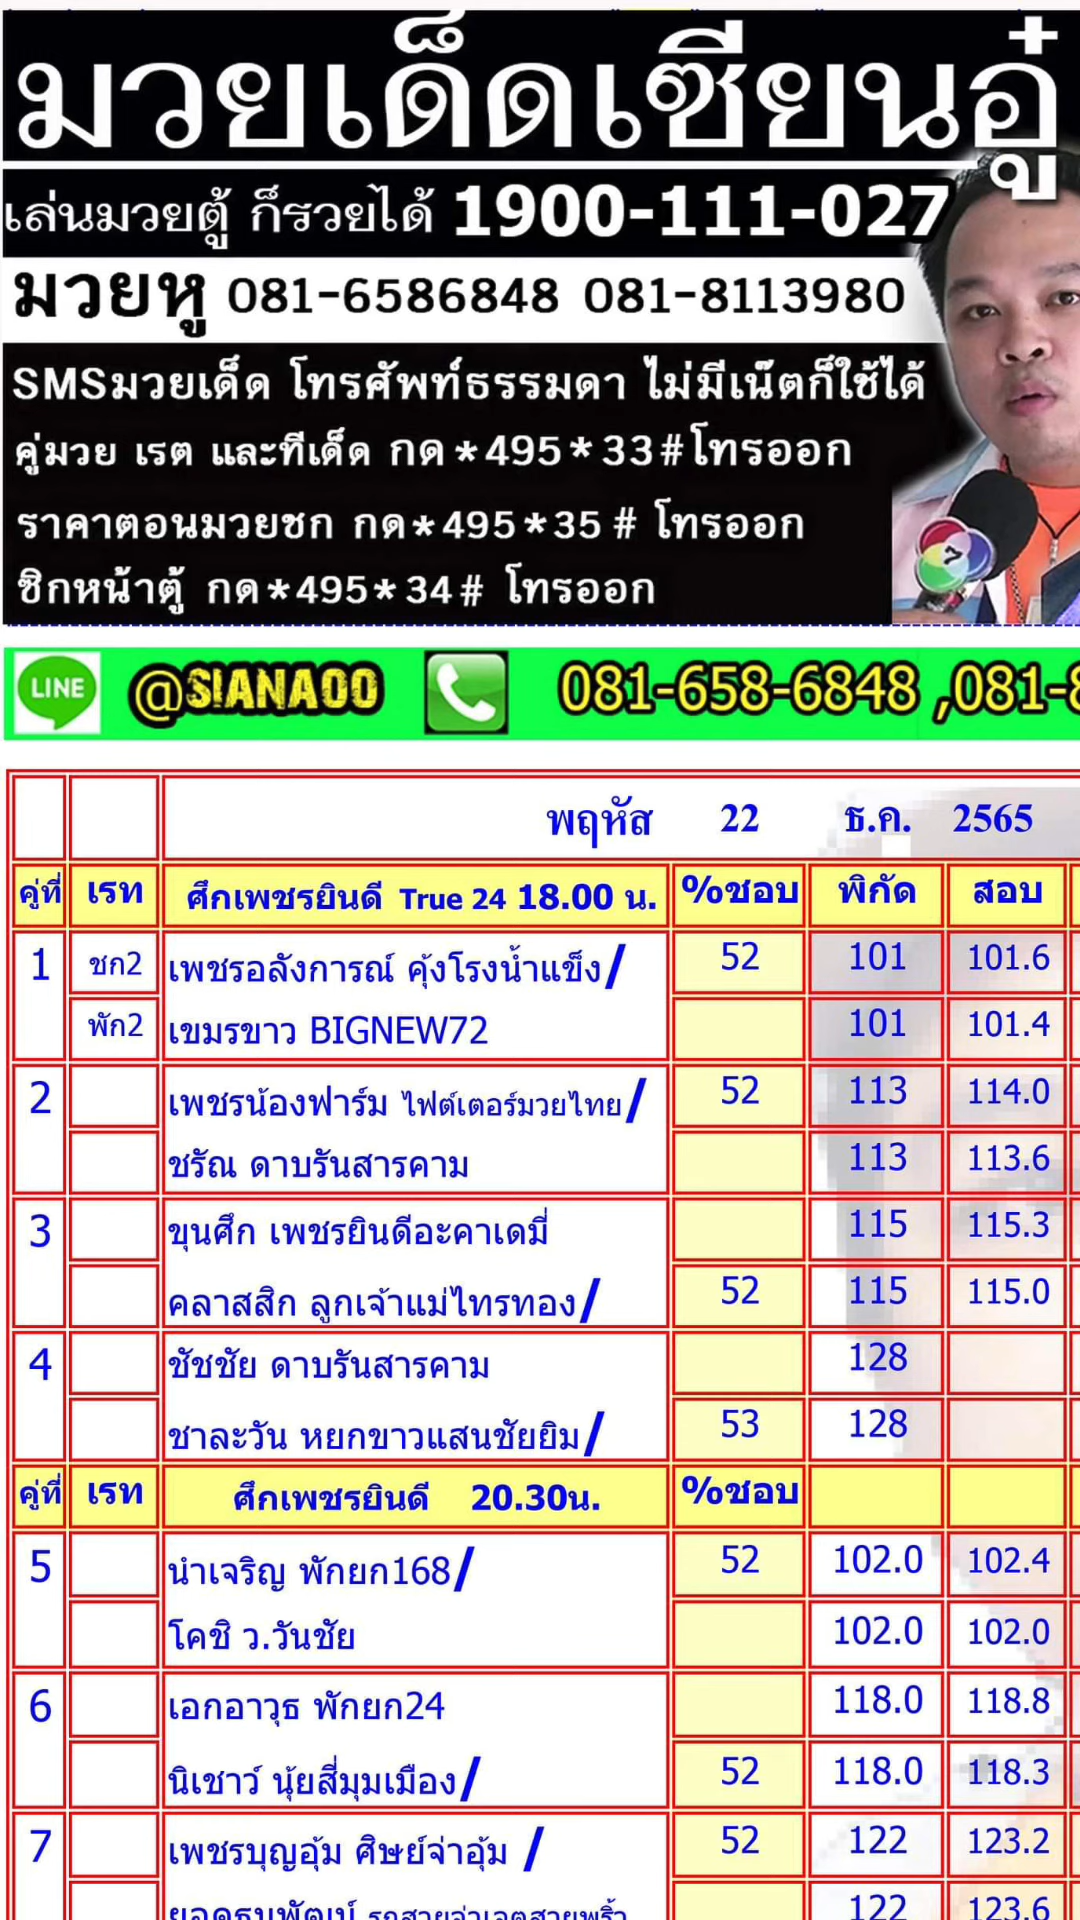 มวยเด็ดเซียนอู๋
เล่นมวยตู้ ก็รวยได้ 1900-111-027
มวยหู 081-6586848 081-8113980
SMSมวยเด็ด โทรศัพท์ธรรมดา ไม่มีเน๊ตก็ใช้ได้
คู่มวย เรต และทีเด็ด กด*495*33#โทรออก
ราคาตอนมวยชก กด*495*35# โทรออก
ซิกหน้าตู้ กด*495*34# โทรออก
7
LINE @SIANAOO 081-658-6848 ,081-8
พฤหัส 22 ธ.ค. 2565
คู่ที่ เรท ศึกเพชรยินดี True 24 18.00 น. %ชอบ พิกัด สอบ
1 ชก2 เพชรอลังการณ์ คุ้งโรงน้ำแข็ง/ 52 101 101.6
พัก2 เขมรขาว BIGNEW72 101 101.4
2 เพชรน้องฟาร์ม ไฟต์เตอร์มวยไทย/ 52 113 114.0
ชรัณ ดาบรันสารคาม 113 113.6
3 ขุนศึก เพชรยินดีอะคาเดมี่ 115 115.3
คลาสสิก ลูกเจ้าแม่ไทรทอง/ 52 115 115.0
4 ชัชชัย ดาบรันสารคาม 128
ชาละวัน หยกขาวแสนชัยยิม/ 53 128
คู่ที่ เรท ศึกเพชรยินดี 20.30น. %ชอบ
5 นำเจริญ พักยก168/ 52 102.0 102.4
โคชิ ว.วันชัย 102.0 102.0
6 เอกอาวุธ พักยก24 118.0 118.8
นิเชาว์ นุ้ยสี่มุมเมือง/ 52 118.0 118.3
7 เพชรบุญอุ้ม ศิษย์จ่าอุ้ม / 52 122 123.2
122 123.6